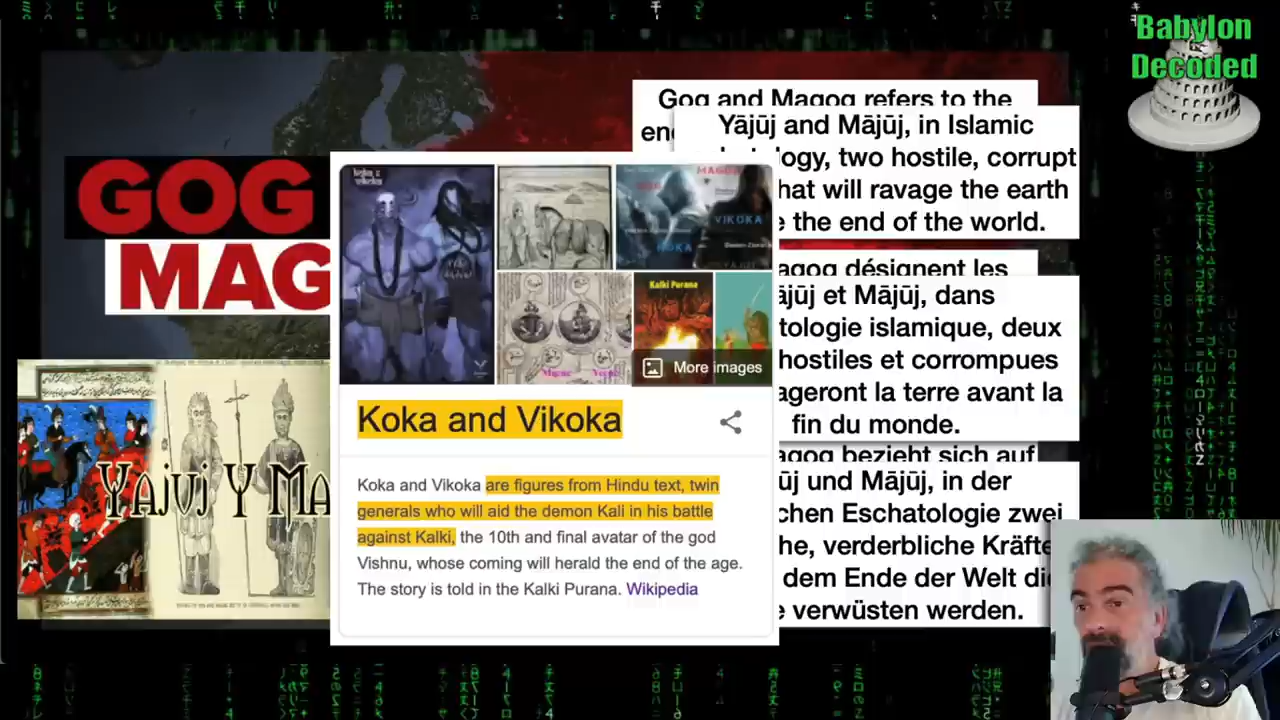 Babylon
Decoded
GOG
MAG
Yajuj Y Ma
Gog and Magog refers to the
Yājūj and Mājūj, in Islamic
ogy, two hostile, corrupt
hat will ravage the earth
e the end of the world.
agog désignent les
ājūj et Mājūj, dans
tologie islamique, deux
hostiles et corrompues
ageront la terre avant la
fin du monde.
agog bezieht sich auf
ūj und Mājūj, in der
chen Eschatologie zwei
he, verderbliche Kräfte
dem Ende der Welt die
e verwüsten werden.
koka &
vikoka
MAGOG
VIKOKA
KOKA
Kalki Purana
More images
Koka and Vikoka
Koka and Vikoka are figures from Hindu text, twin
generals who will aid the demon Kali in his battle
against Kalki, the 10th and final avatar of the god
Vishnu, whose coming will herald the end of the age.
The story is told in the Kalki Purana. Wikipedia